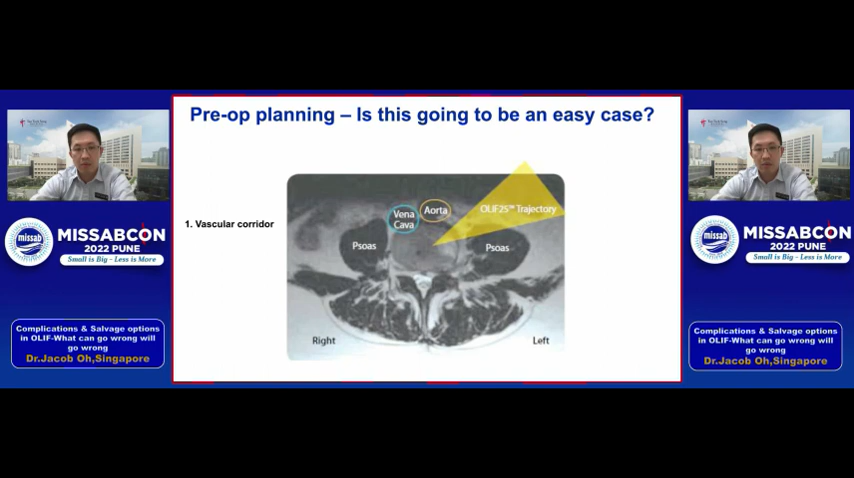 Pre-op planning – Is this going to be an easy case?
1. Vascular corridor
Vena
Cava
Aorta
OLIF25™ Trajectory
Psoas
Psoas
Right
Left
missab
MISSABCON
2022 PUNE
Small is Big - Less is More
Complications & Salvage options
in OLIF-What can go wrong will
go wrong
Dr.Jacob Oh,Singapore
missab
MISSABCON
2022 PUNE
Small is Big - Less is More
Complications & Salvage options
in OLIF-What can go wrong will
go wrong
Dr.Jacob Oh,Singapore